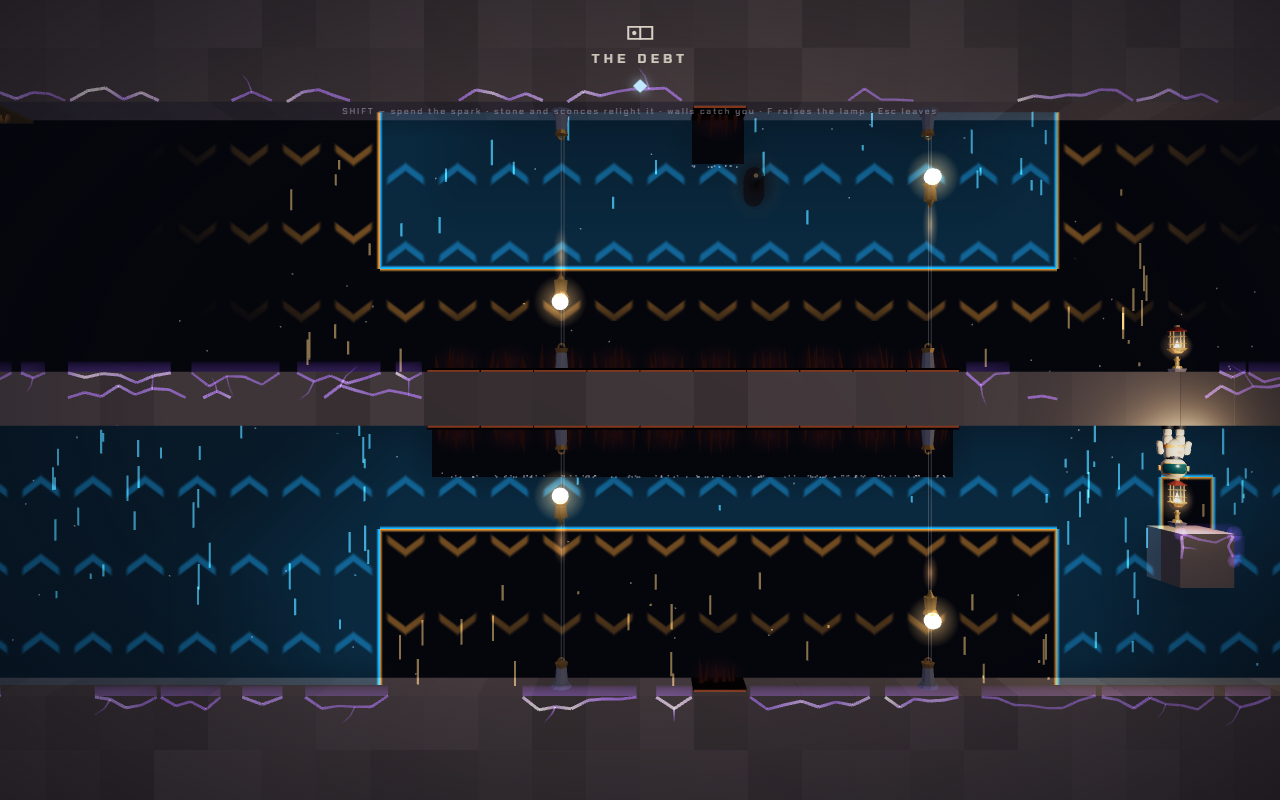 THE DEBT
SHIFT - spend the spark · stone and sconces relight it · walls catch you · F raises the lamp · Esc leaves